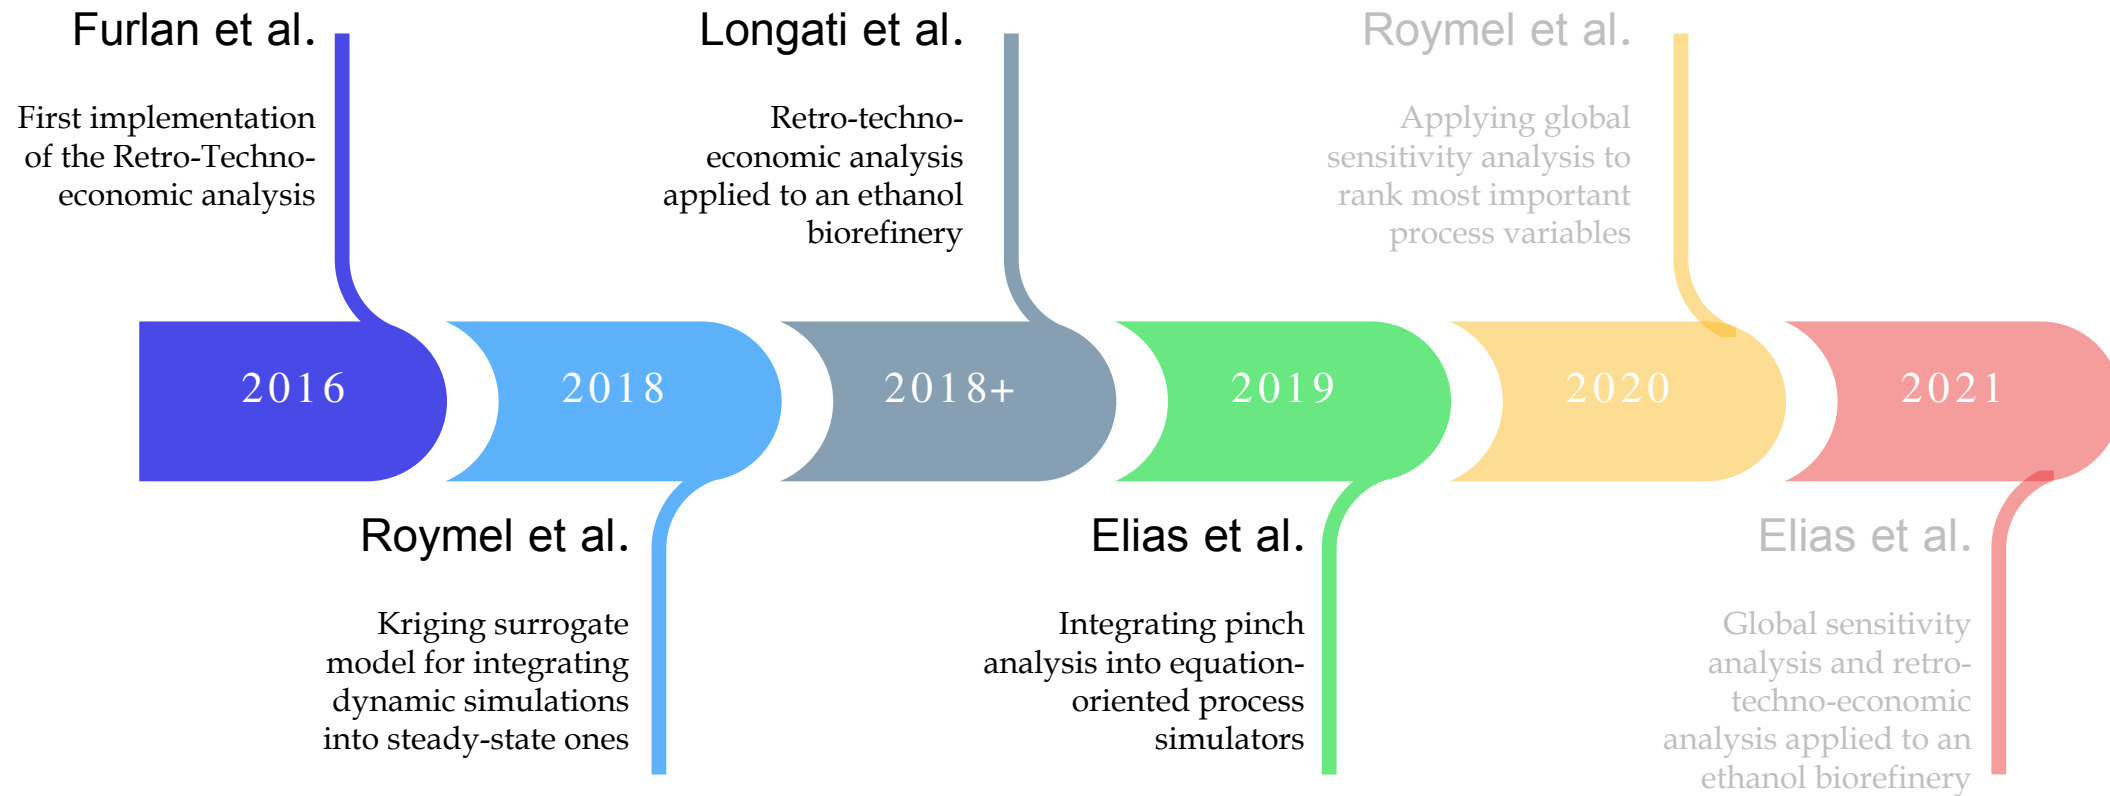 Furlan et al.
First implementation
of the Retro-Techno-
economic analysis
Longati et al.
Retro-techno-
economic analysis
applied to an ethanol
biorefinery
Roymel et al.
Applying global
sensitivity analysis to
rank most important
process variables
2016
2018
2018+
2019
2020
2021
Roymel et al.
Kriging surrogate
model for integrating
dynamic simulations
into steady-state ones
Elias et al.
Integrating pinch
analysis into equation-
oriented process
simulators
Elias et al.
Global sensitivity
analysis and retro-
techno-economic
analysis applied to an
ethanol biorefinery